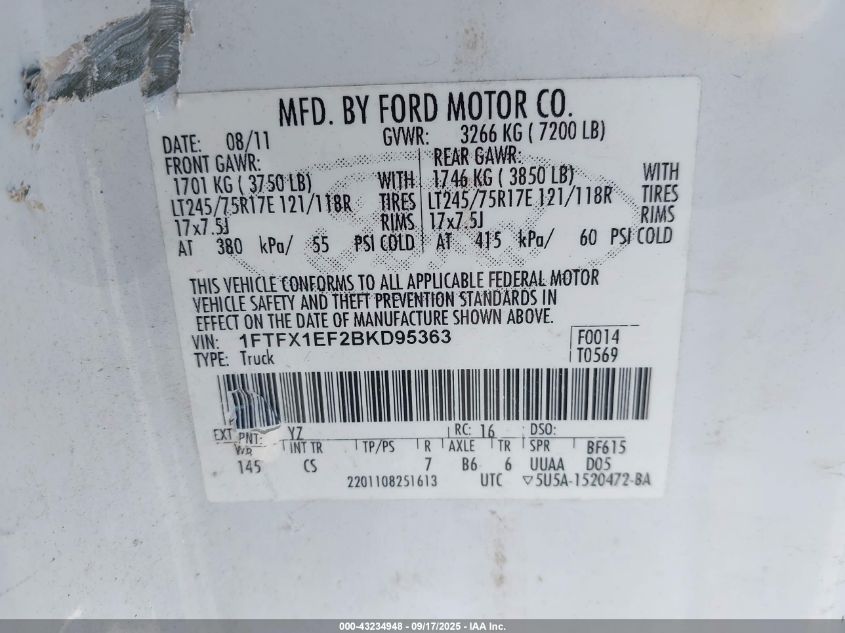 MFD. BY FORD MOTOR CO.
DATE: 08/11 GVWR: 3266 KG ( 7200 LB)
FRONT GAWR: REAR GAWR:
1701 KG ( 3750 LB) WITH 1746 KG ( 3850 LB) WITH
LT245/75R17E 121/118R TIRES LT245/75R17E 121/118R TIRES
17x7.5J RIMS 17x7.5J RIMS
AT 380 kPa/ 55 PSI COLD AT 415 kPa/ 60 PSI COLD
THIS VEHICLE CONFORMS TO ALL APPLICABLE FEDERAL MOTOR
VEHICLE SAFETY AND THEFT PREVENTION STANDARDS IN
EFFECT ON THE DATE OF MANUFACTURE SHOWN ABOVE.
VIN: 1FTFX1EF2BKD95363 F0014
TYPE: Truck T0569
EXT PNT: YZ RC: 16 DSO:
WB INT TR TP/PS R AXLE TR SPR BF615
145 CS 7 B6 6 UUAA D05
2201108251613 UTC ▽5U5A-1520472-BA
000-43234948 - 09/17/2025 - IAA Inc.